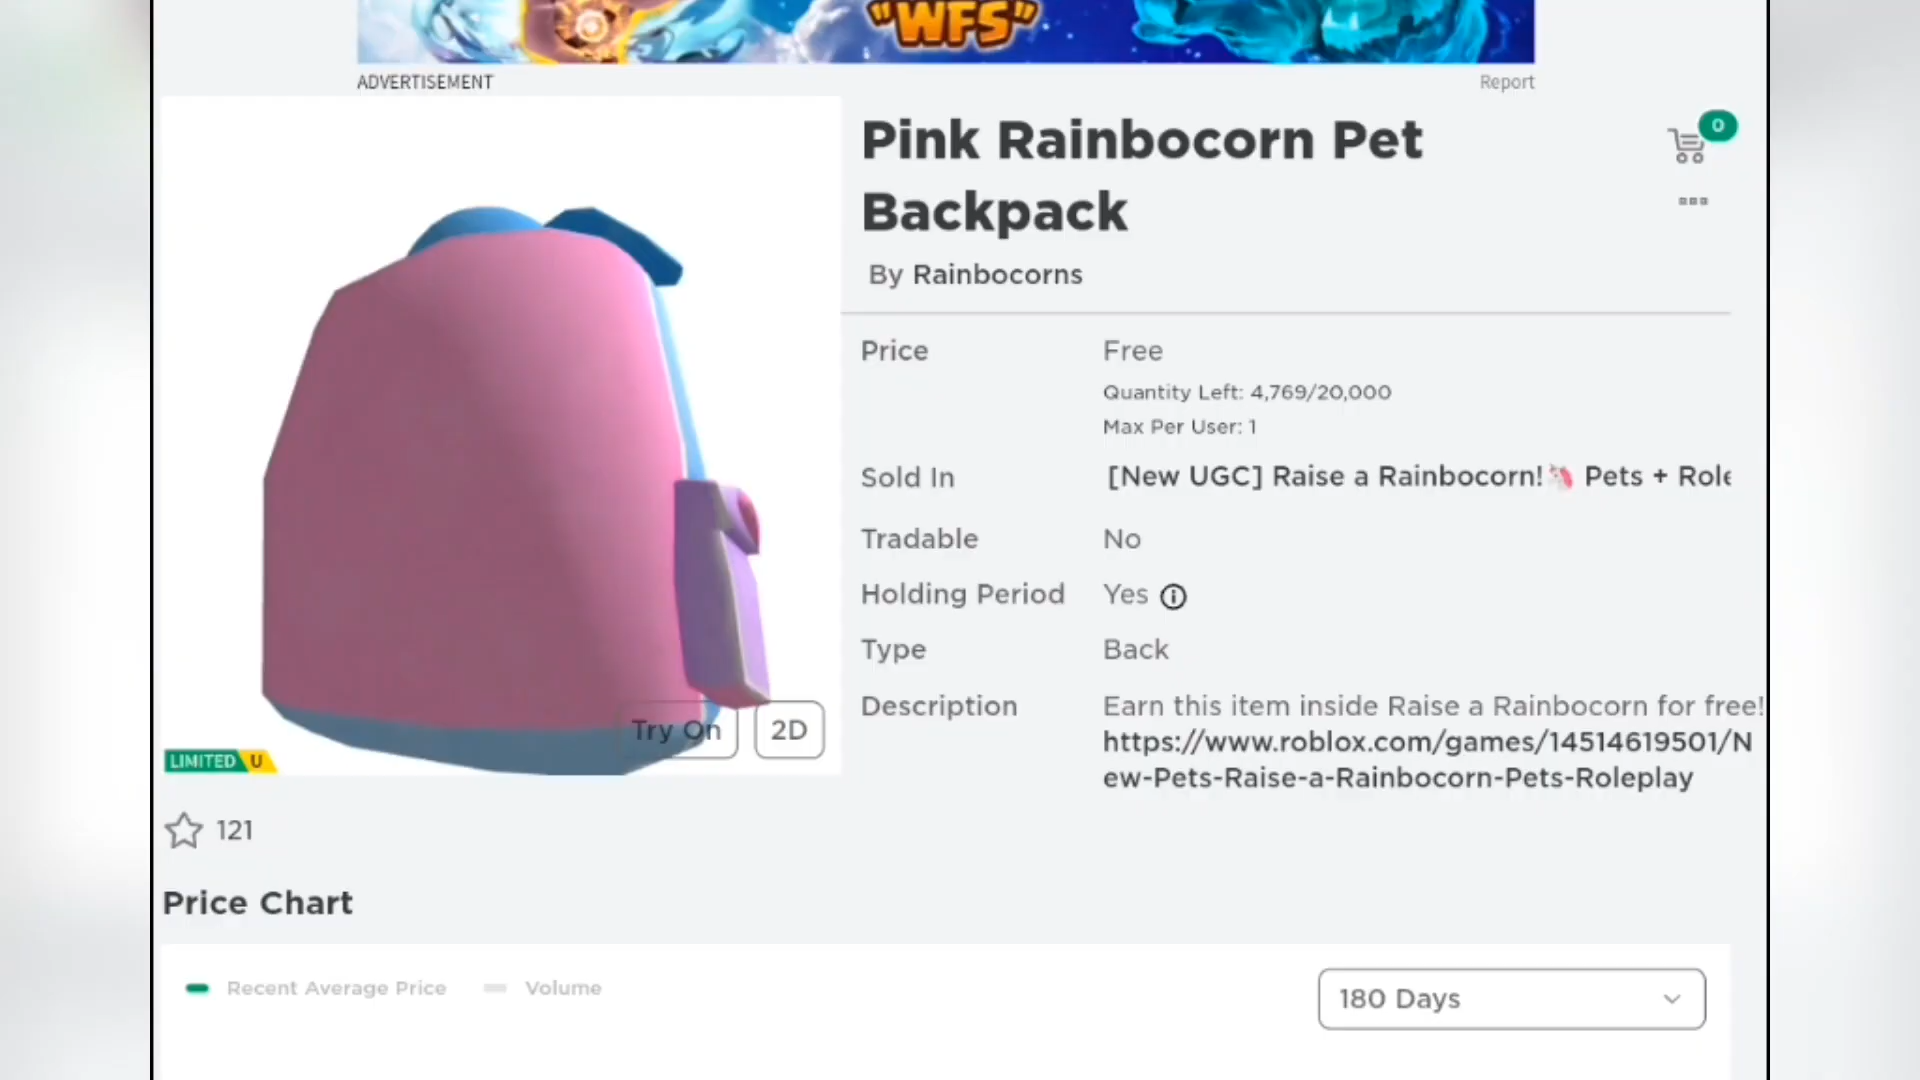 "WFS"
ADVERTISEMENT
Report
Pink Rainbocorn Pet
Backpack
0
By Rainbocorns
Price
Free
Quantity Left: 4,769/20,000
Max Per User: 1
Sold In
[New UGC] Raise a Rainbocorn!🦄 Pets + Role
Tradable
No
Holding Period
Yes
Type
Back
Description
Earn this item inside Raise a Rainbocorn for free!
https://www.roblox.com/games/14514619501/N
ew-Pets-Raise-a-Rainbocorn-Pets-Roleplay
Try On
2D
LIMITED U
121
Price Chart
Recent Average Price
Volume
180 Days